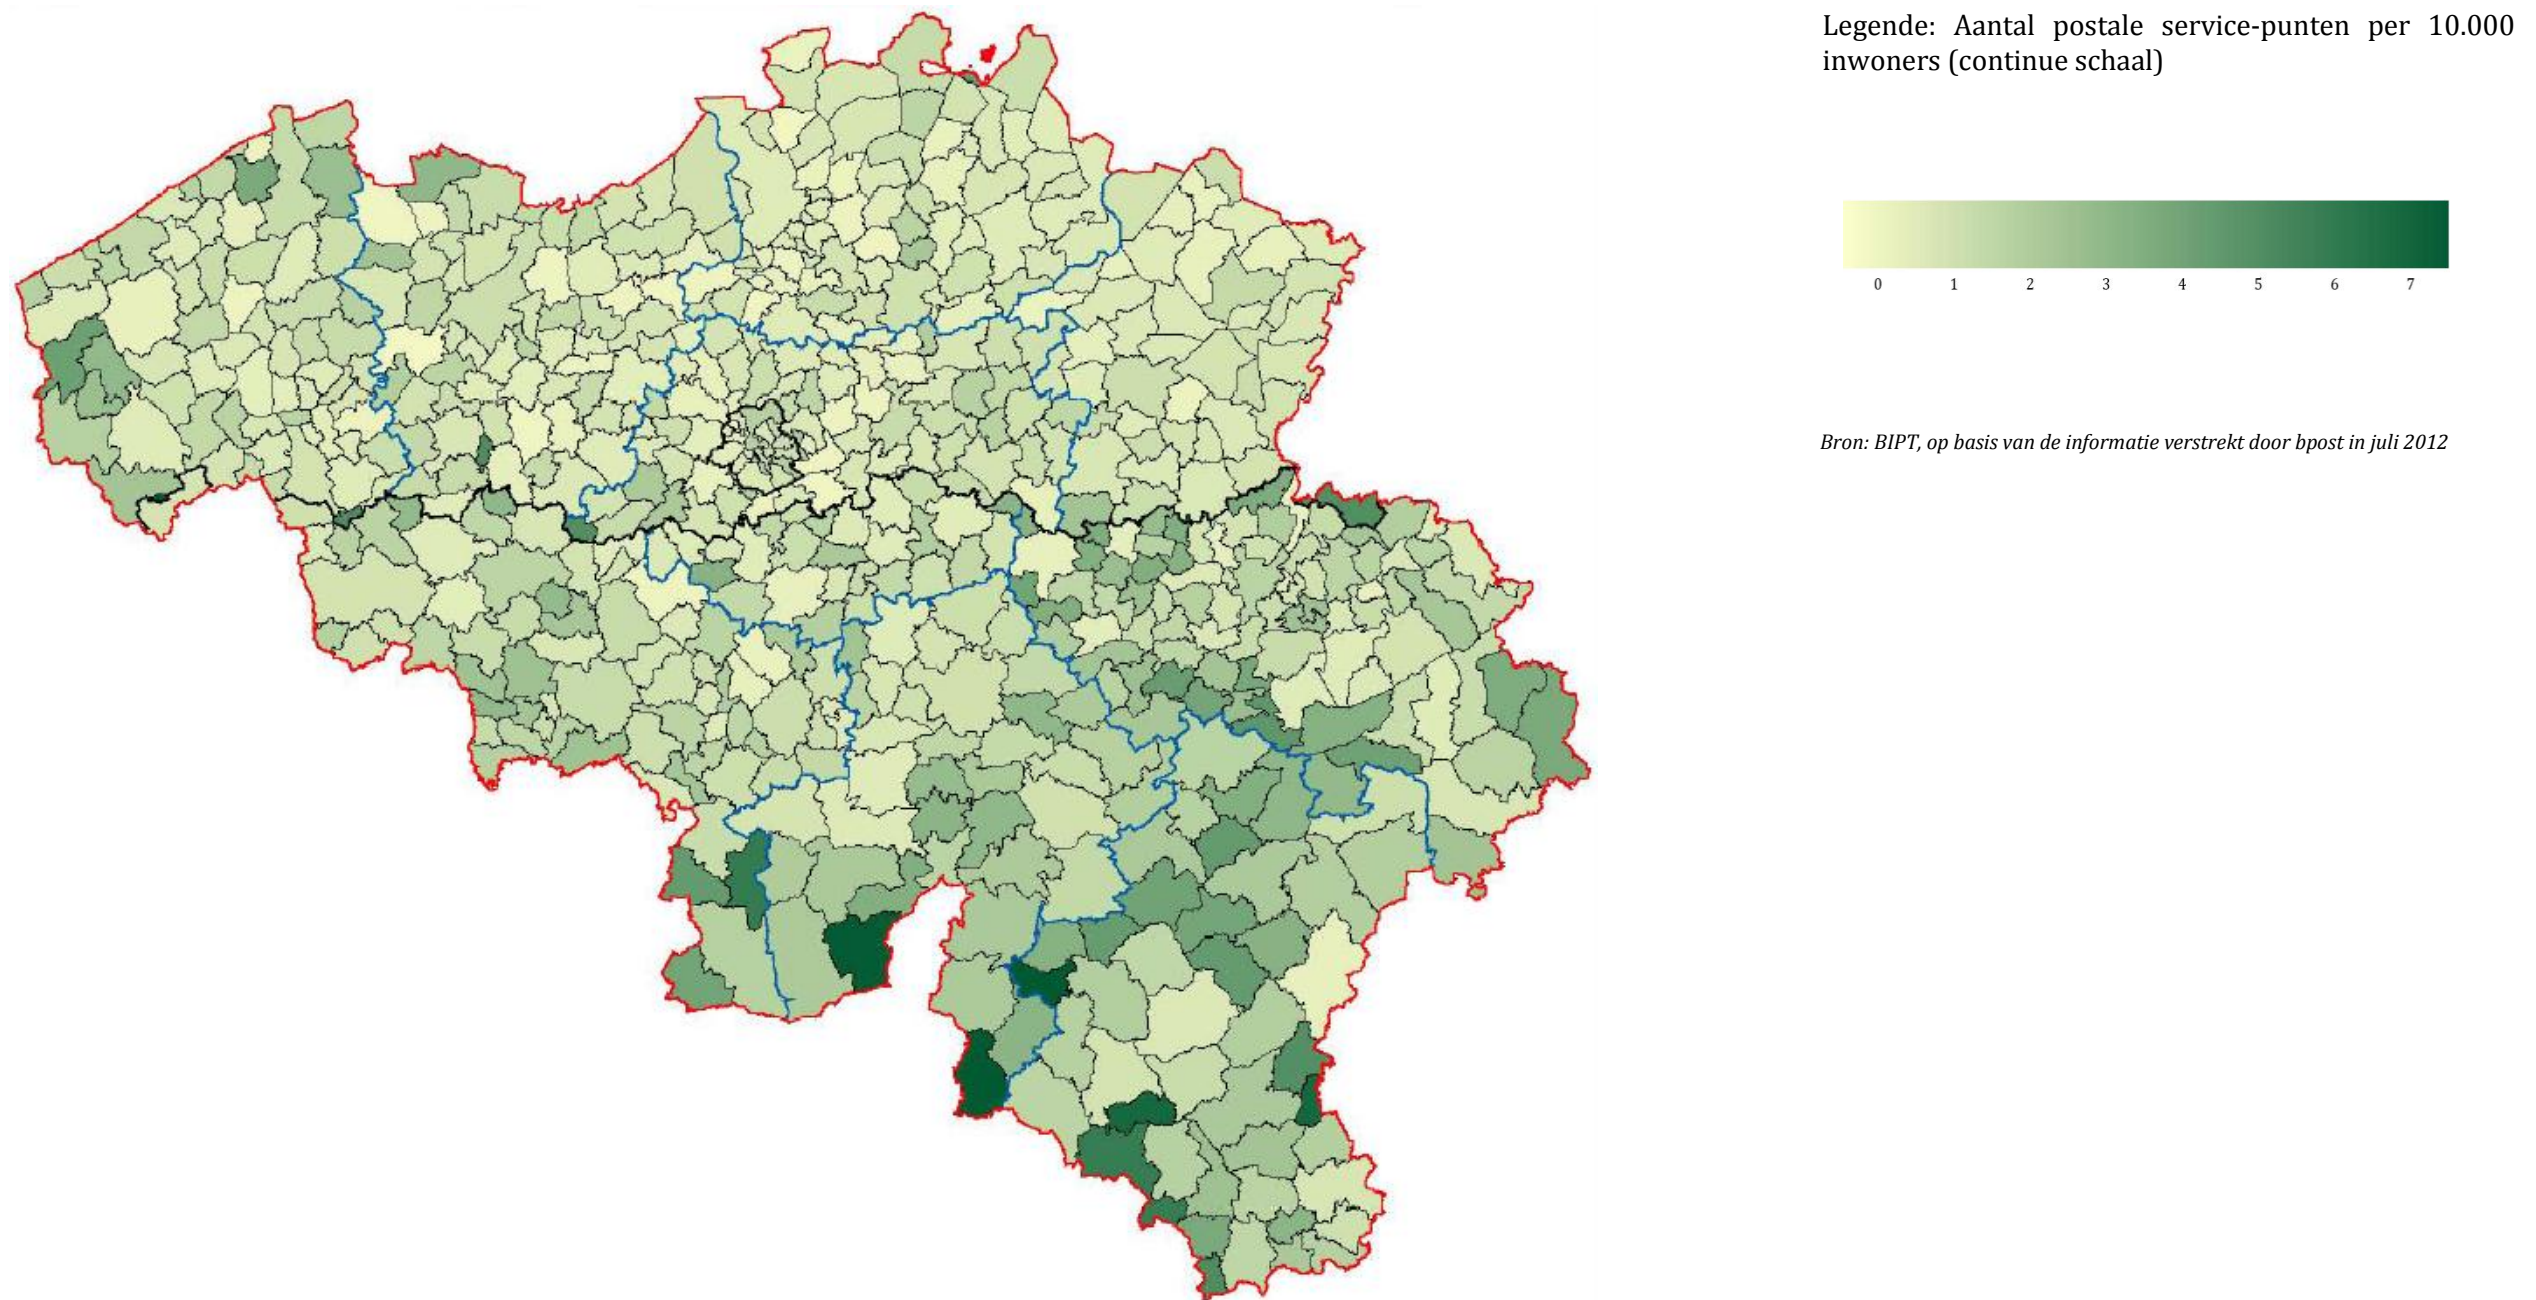 Legende: Aantal postale service-punten per 10.000
inwoners (continue schaal)
0 1 2 3 4 5 6 7
Bron: BIPT, op basis van de informatie verstrekt door bpost in juli 2012